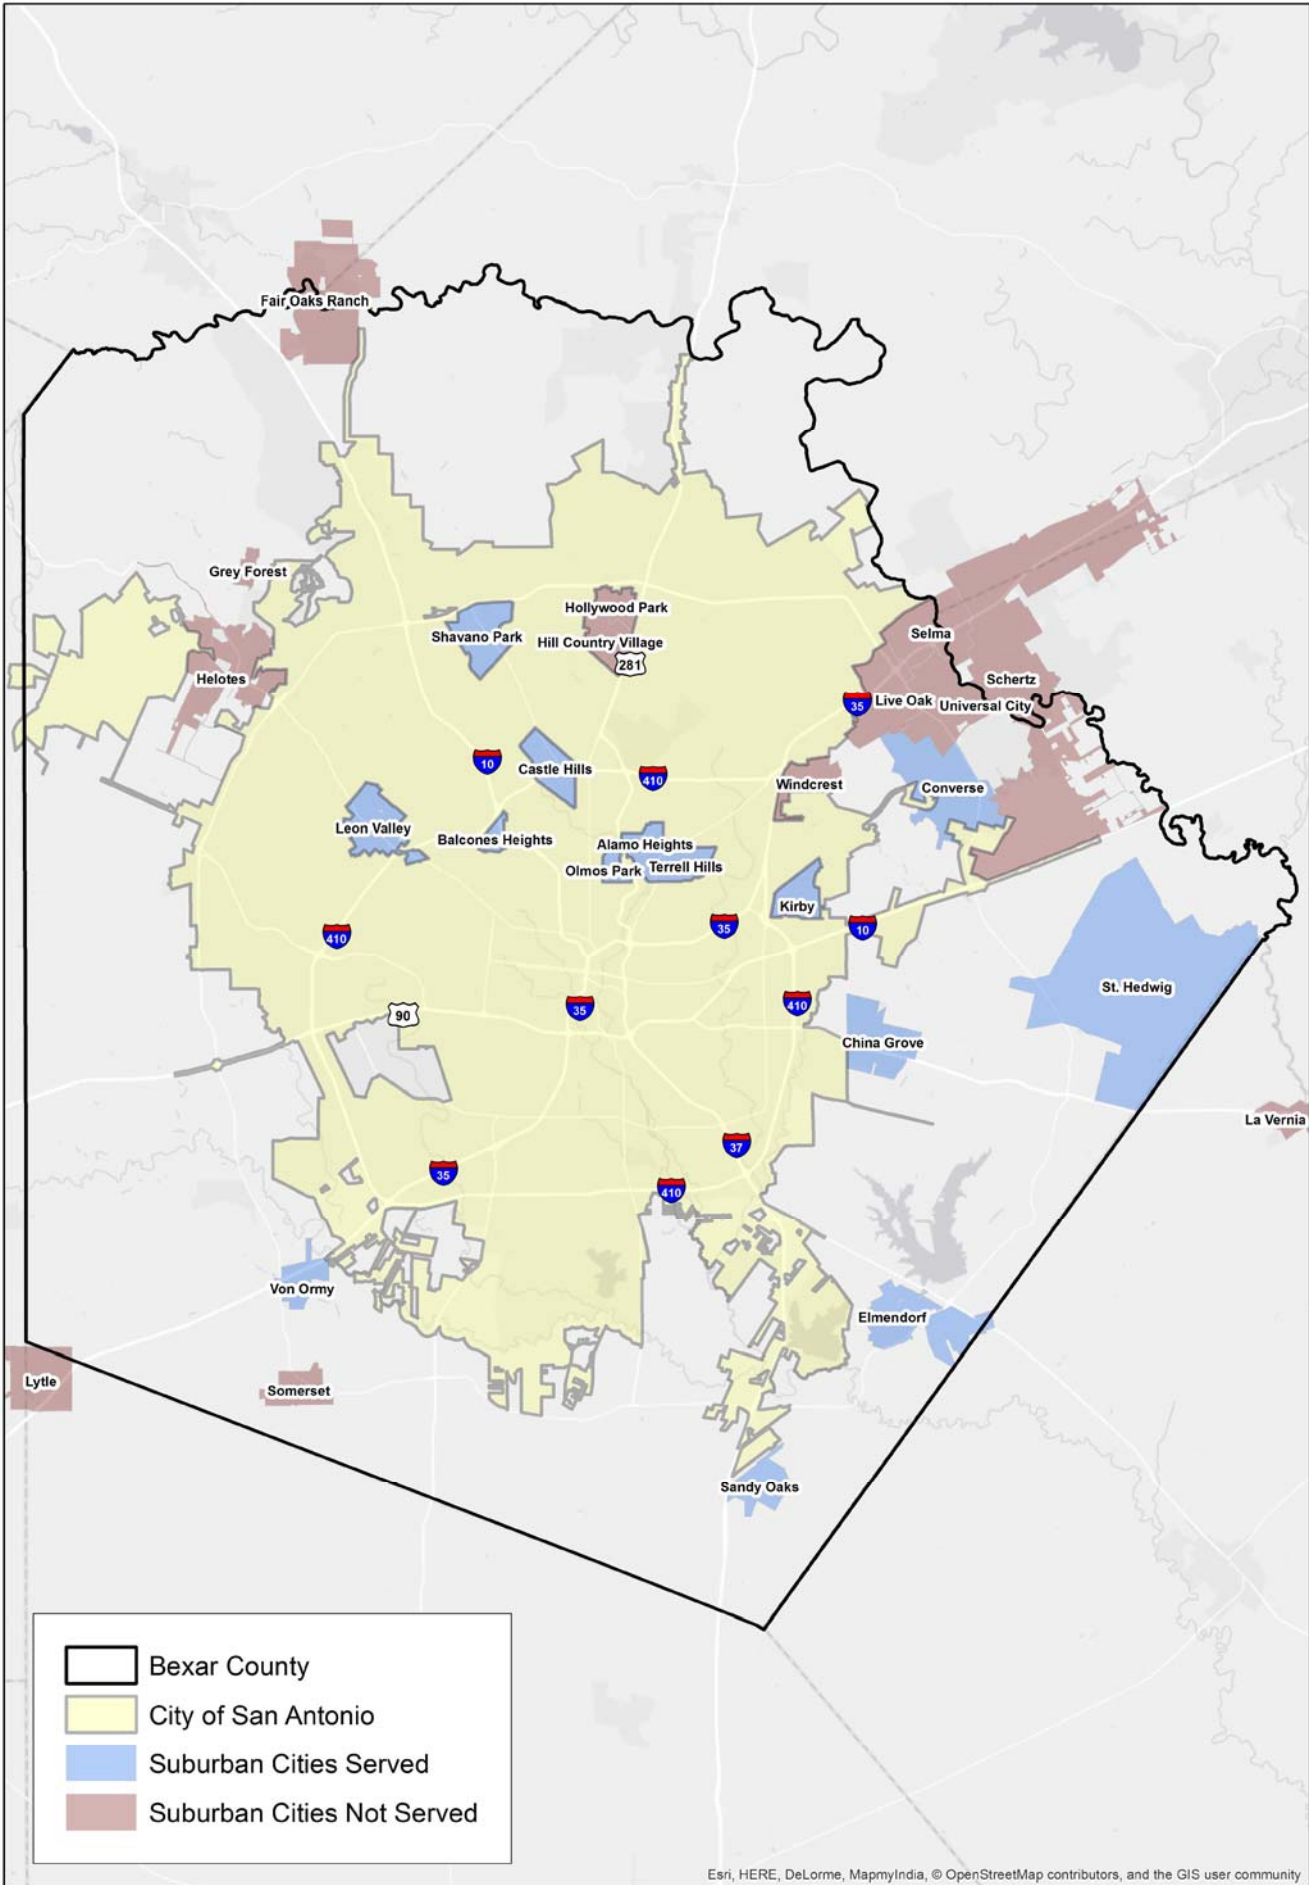 Fair Oaks Ranch
Grey Forest
Hollywood Park
Selma
Shavano Park
Hill Country Village
281
Helotes
Schertz
Live Oak
Universal City
35
10
Castle Hills
410
Windcrest
Converse
Leon Valley
Balcones Heights
Alamo Heights
Olmos Park
Terrell Hills
Kirby
410
35
10
St. Hedwig
410
35
90
China Grove
La Vernia
37
35
410
Von Ormy
Elmendorf
Lytle
Somerset
Sandy Oaks
Bexar County
City of San Antonio
Suburban Cities Served
Suburban Cities Not Served
Esri, HERE, DeLorme, MapmyIndia, © OpenStreetMap contributors, and the GIS user community